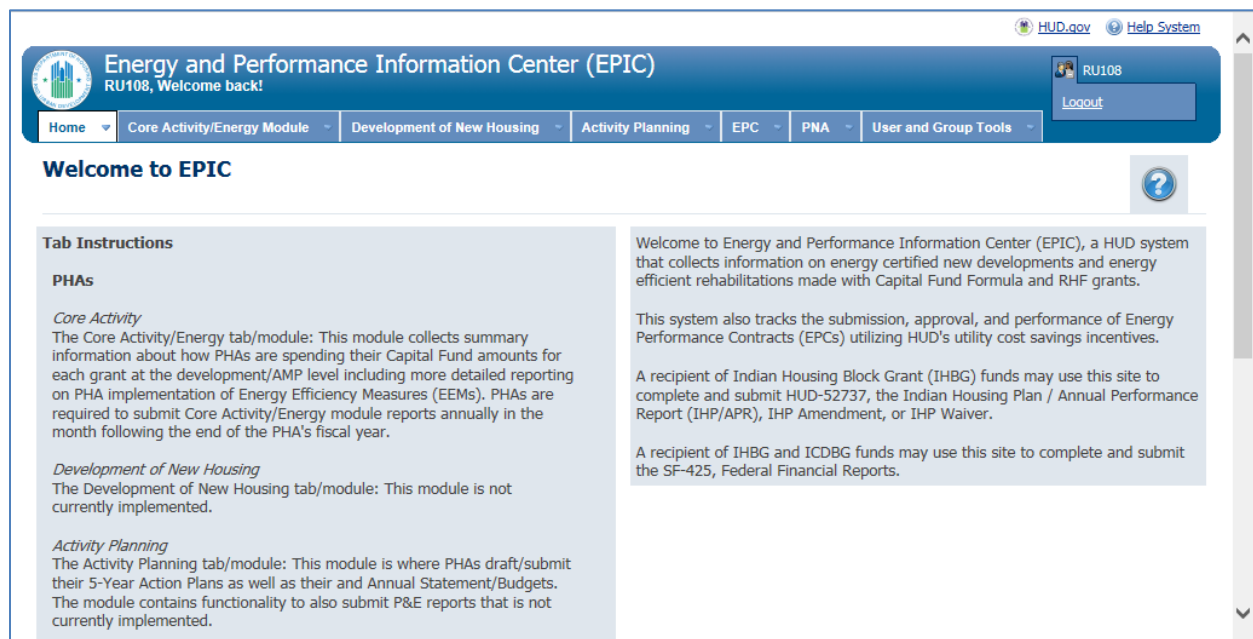 HUD.gov Help System
Energy and Performance Information Center (EPIC)
RU108, Welcome back!
RU108
Logout
Home Core Activity/Energy Module Development of New Housing Activity Planning EPC PNA User and Group Tools
Welcome to EPIC
Tab Instructions
PHAs
Core Activity
The Core Activity/Energy tab/module: This module collects summary
information about how PHAs are spending their Capital Fund amounts for
each grant at the development/AMP level including more detailed reporting
on PHA implementation of Energy Efficiency Measures (EEMs). PHAs are
required to submit Core Activity/Energy module reports annually in the
month following the end of the PHA's fiscal year.
Development of New Housing
The Development of New Housing tab/module: This module is not
currently implemented.
Activity Planning
The Activity Planning tab/module: This module is where PHAs draft/submit
their 5-Year Action Plans as well as their and Annual Statement/Budgets.
The module contains functionality to also submit P&E reports that is not
currently implemented.
Welcome to Energy and Performance Information Center (EPIC), a HUD system
that collects information on energy certified new developments and energy
efficient rehabilitations made with Capital Fund Formula and RHF grants.
This system also tracks the submission, approval, and performance of Energy
Performance Contracts (EPCs) utilizing HUD's utility cost savings incentives.
A recipient of Indian Housing Block Grant (IHBG) funds may use this site to
complete and submit HUD-52737, the Indian Housing Plan / Annual Performance
Report (IHP/APR), IHP Amendment, or IHP Waiver.
A recipient of IHBG and ICDBG funds may use this site to complete and submit
the SF-425, Federal Financial Reports.